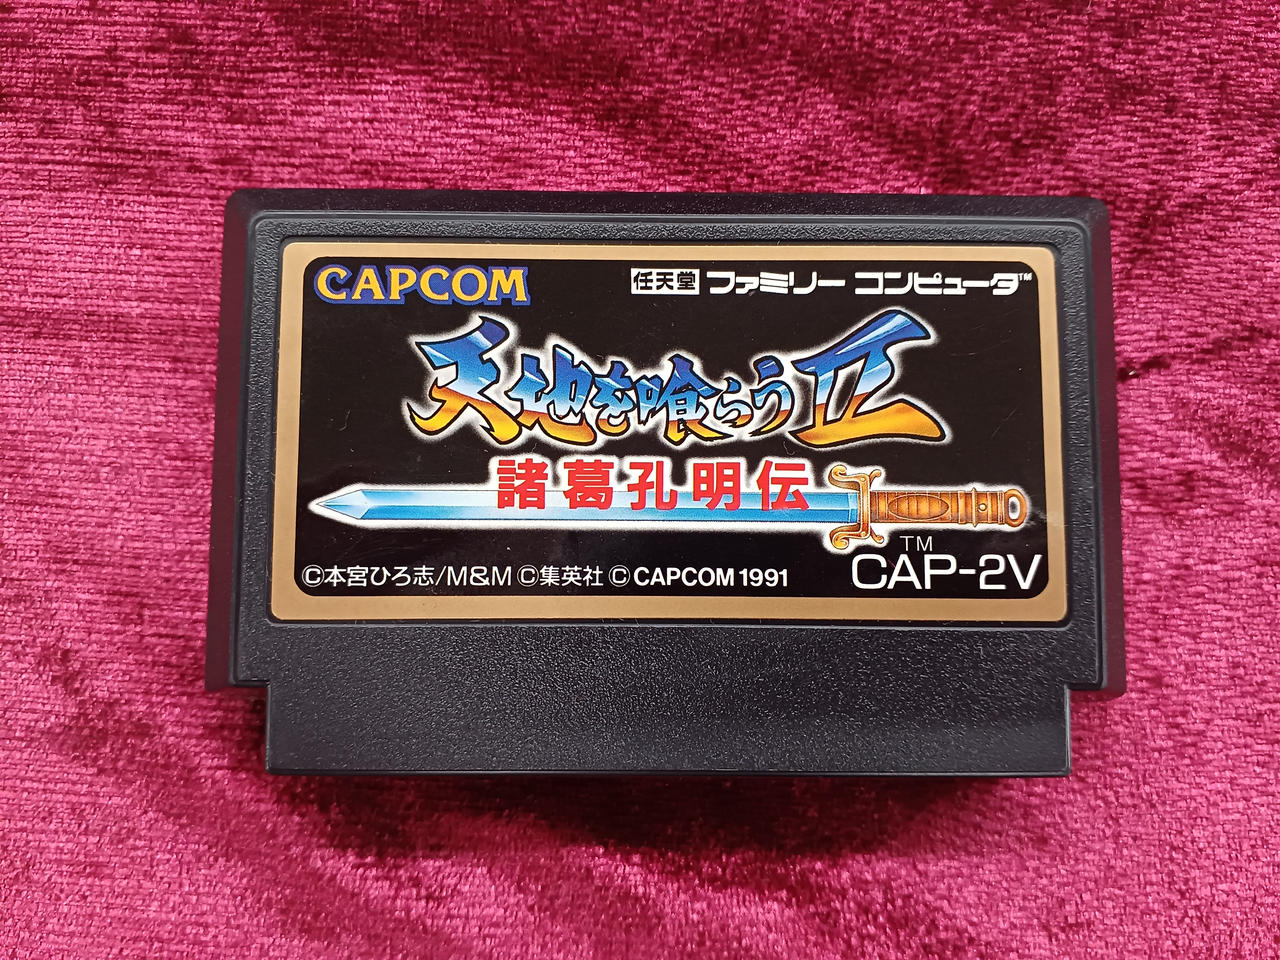 CAPCOM
任天堂 ファミリー コンピュータ™
天地を喰らうⅡ
諸葛孔明伝
TM
CAP-2V
©本宮ひろ志/M&M ©集英社 © CAPCOM 1991